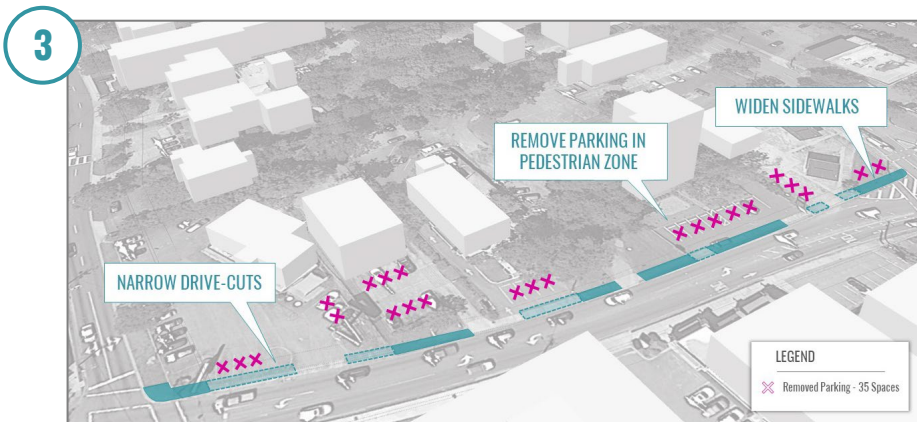 3
WIDEN SIDEWALKS
REMOVE PARKING IN
PEDESTRIAN ZONE
NARROW DRIVE-CUTS
LEGEND
Removed Parking - 35 Spaces